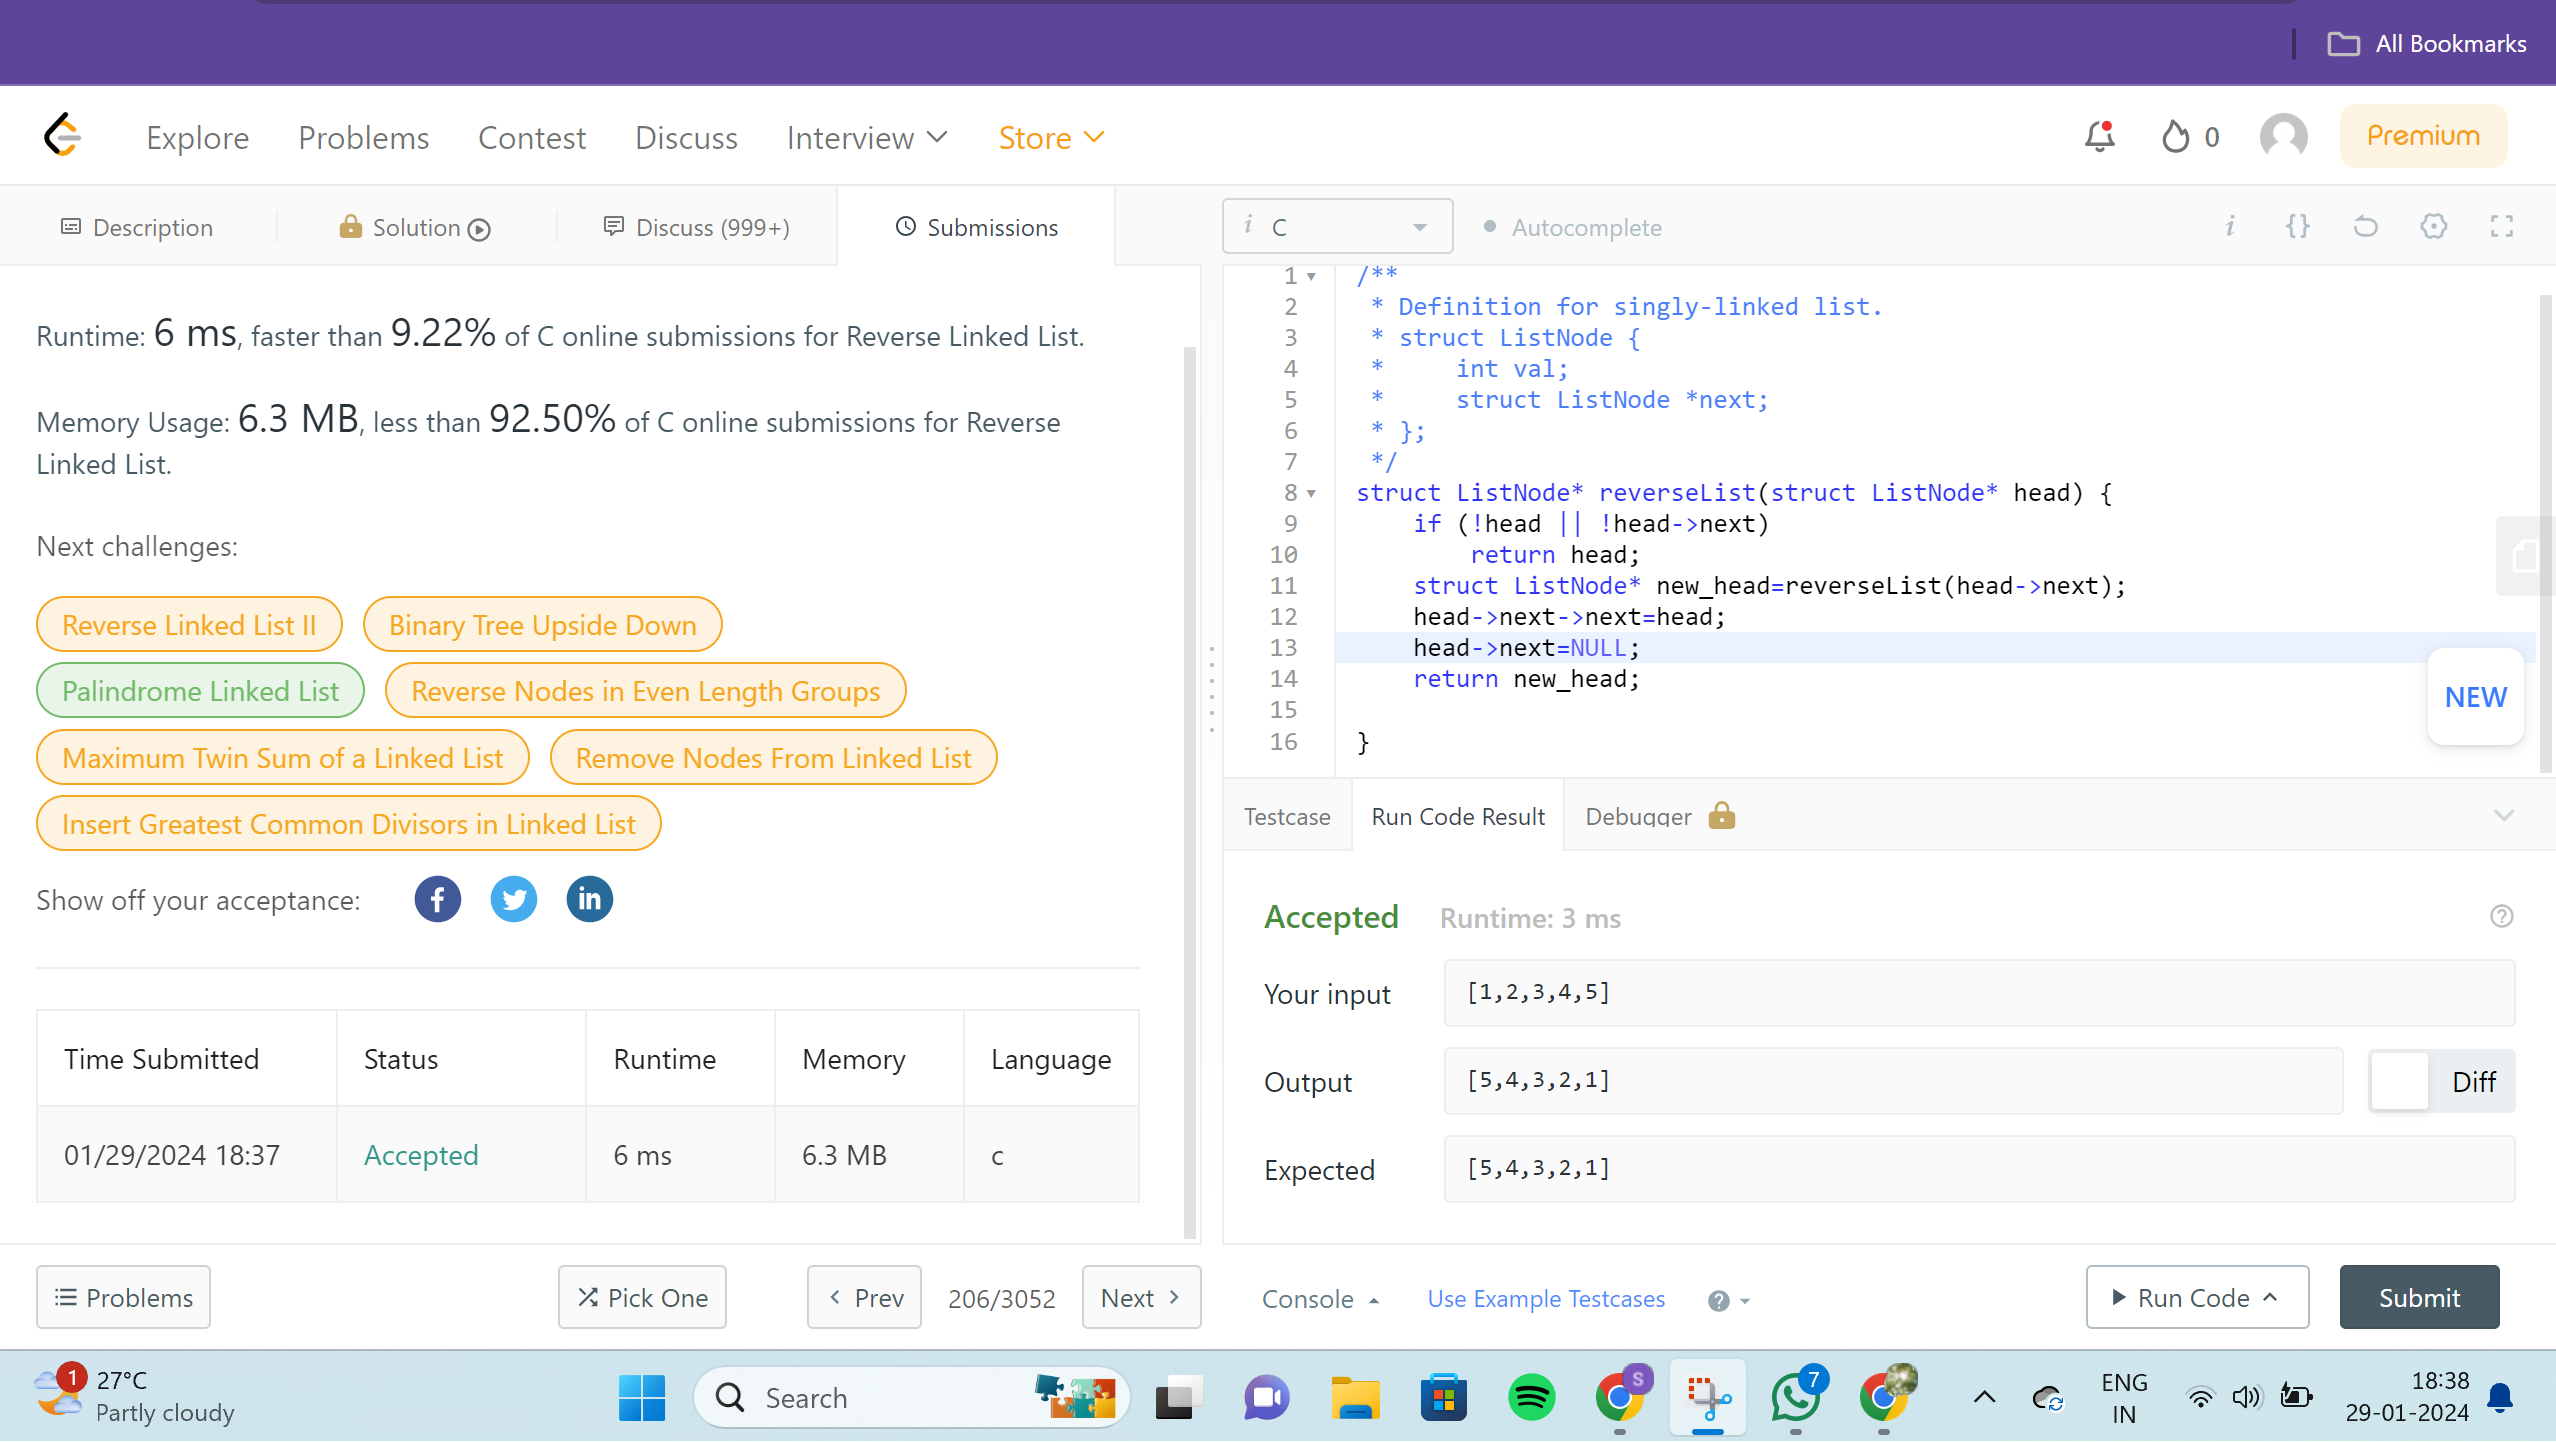 All Bookmarks
Explore Problems Contest Discuss Interview Store
0 Premium
Description Solution Discuss (999+) Submissions
i C Autocomplete i {}
Runtime: 6 ms, faster than 9.22% of C online submissions for Reverse Linked List.
Memory Usage: 6.3 MB, less than 92.50% of C online submissions for Reverse
Linked List.
Next challenges:
Reverse Linked List II Binary Tree Upside Down
Palindrome Linked List Reverse Nodes in Even Length Groups
Maximum Twin Sum of a Linked List Remove Nodes From Linked List
Insert Greatest Common Divisors in Linked List
Show off your acceptance:
Time Submitted Status Runtime Memory Language
01/29/2024 18:37 Accepted 6 ms 6.3 MB c
1 /**
2 * Definition for singly-linked list.
3 * struct ListNode {
4 * int val;
5 * struct ListNode *next;
6 * };
7 */
8 struct ListNode* reverseList(struct ListNode* head) {
9 if (!head || !head->next)
10 return head;
11 struct ListNode* new_head=reverseList(head->next);
12 head->next->next=head;
13 head->next=NULL;
14 return new_head;
15
16 }
NEW
Testcase Run Code Result Debugger
Accepted Runtime: 3 ms
Your input [1,2,3,4,5]
Output [5,4,3,2,1] Diff
Expected [5,4,3,2,1]
Problems Pick One Prev 206/3052 Next Console Use Example Testcases Run Code Submit
1 27°C
Partly cloudy
Search
S
7
ENG
IN
18:38
29-01-2024